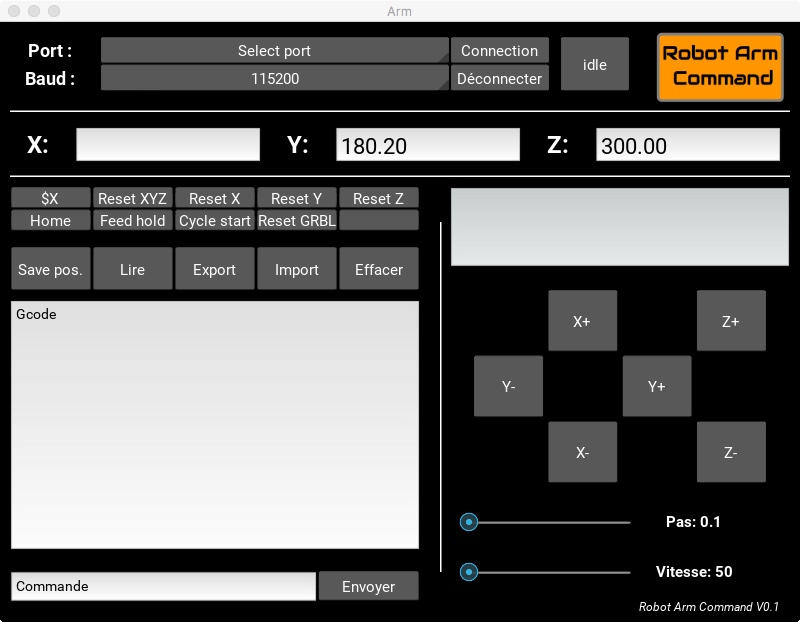 Arm
Port : Select port Connection
Baud : 115200 Déconnecter
idle
Robot Arm
Command
X: Y: 180.20 Z: 300.00
$X Reset XYZ Reset X Reset Y Reset Z
Home Feed hold Cycle start Reset GRBL
Save pos. Lire Export Import Effacer
Gcode
X+ Z+
Y- Y+
X- Z-
Pas: 0.1
Vitesse: 50
Commande Envoyer
Robot Arm Command V0.1